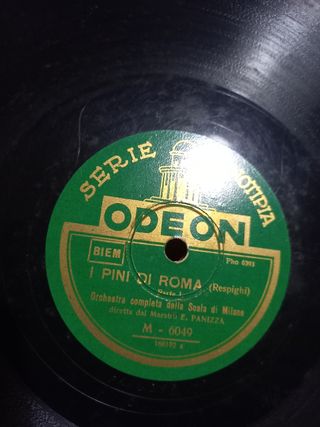 SERIE
ODEON
BIEM
Pho 6393
I PINI DI ROMA (Respighi)
Parte I
Orchestra completa della Scala di Milano
diretta dal Maestro E. PANIZZA
M - 6049